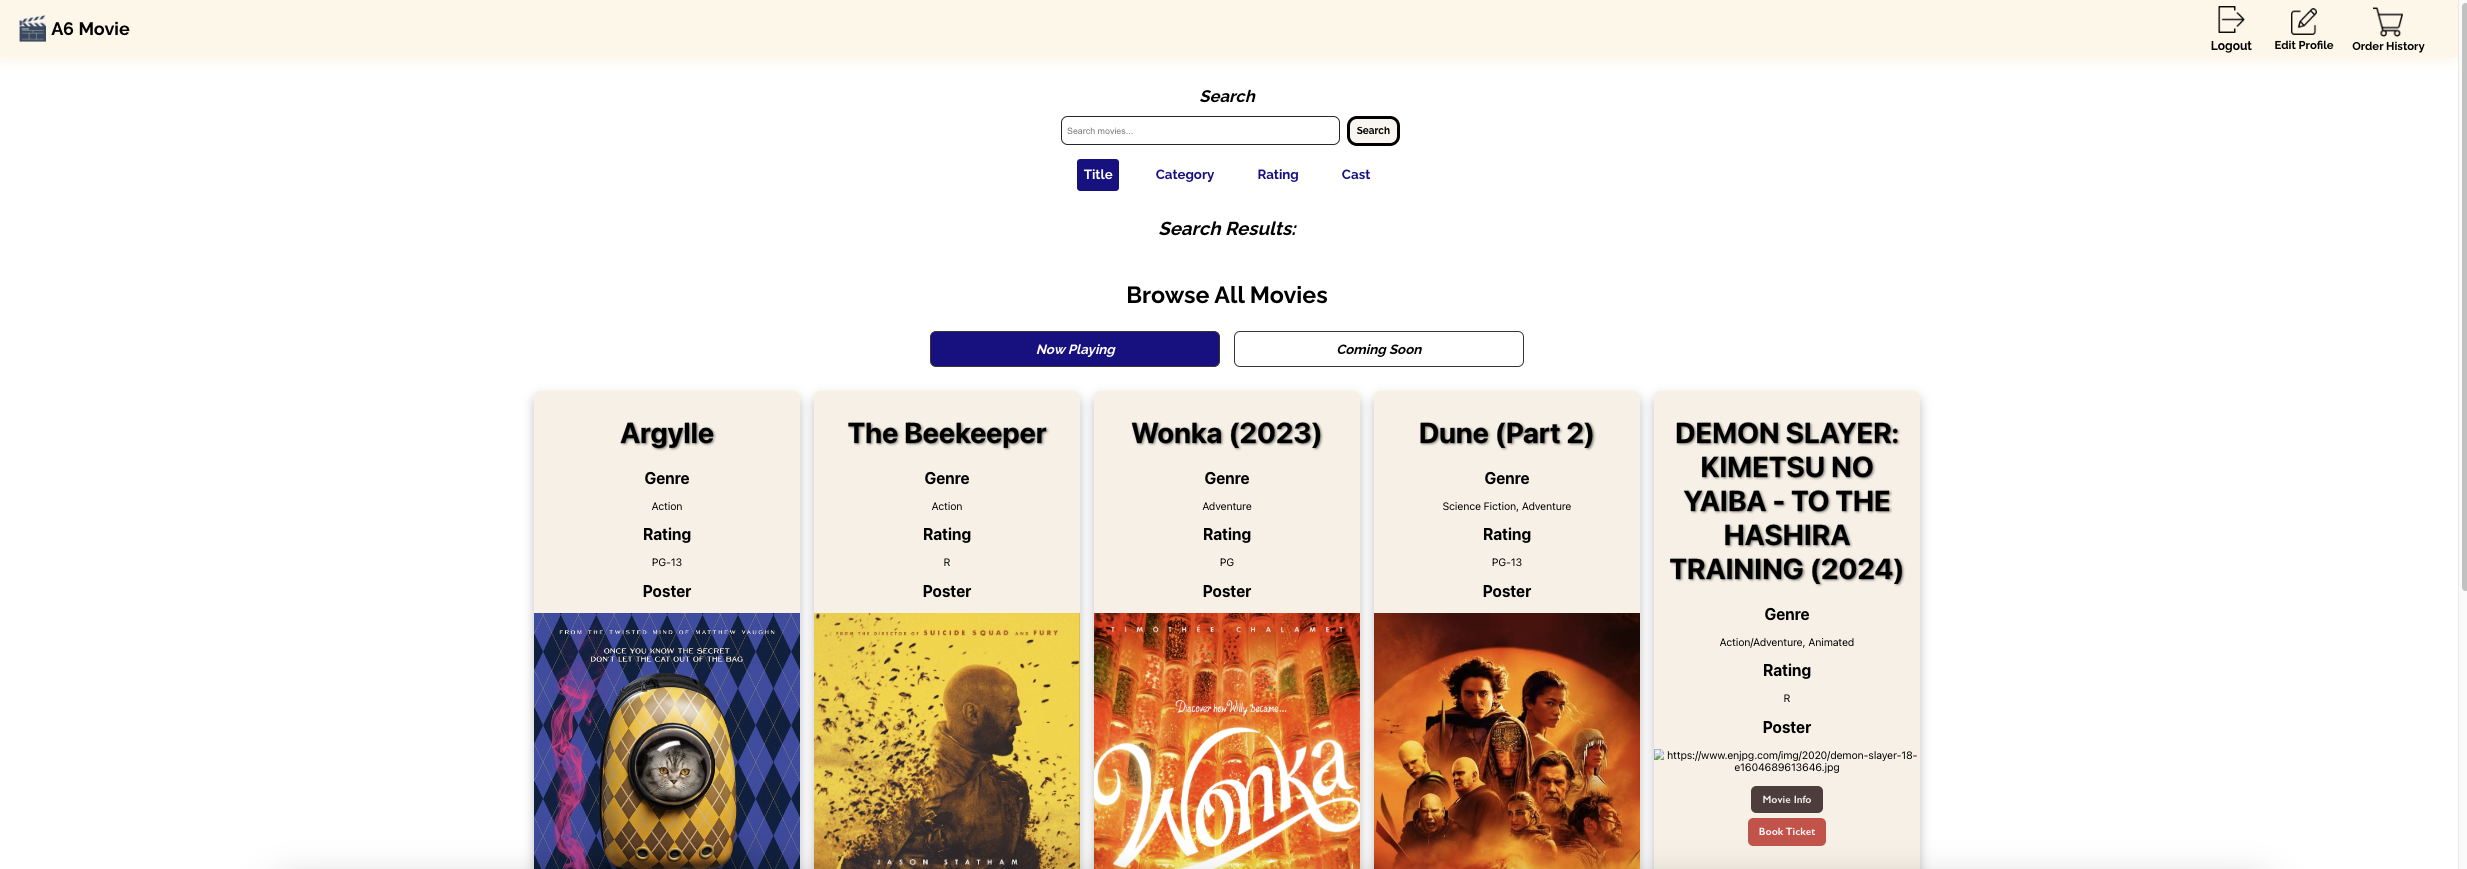 A6 Movie
Logout
Edit Profile
Order History
Search
Search movies...
Search
Title
Category
Rating
Cast
Search Results:
Browse All Movies
Now Playing
Coming Soon
Argylle
Genre
Action
Rating
PG-13
Poster
FROM THE TWISTED MIND OF MATTHEW VAUGHN
ONCE YOU KNOW THE SECRET
DON'T LET THE CAT OUT OF THE BAG
The Beekeeper
Genre
Action
Rating
R
Poster
FROM THE DIRECTOR OF SUICIDE SQUAD AND FURY
JASON STATHAM
Wonka (2023)
Genre
Adventure
Rating
PG
Poster
TIMOTHÉE CHALAMET
Discover how Willy became...
Wonka
Dune (Part 2)
Genre
Science Fiction, Adventure
Rating
PG-13
Poster
DEMON SLAYER:
KIMETSU NO
YAIBA - TO THE
HASHIRA
TRAINING (2024)
Genre
Action/Adventure, Animated
Rating
R
Poster
https://www.enjpg.com/img/2020/demon-slayer-18-
e1604689613646.jpg
Movie Info
Book Ticket